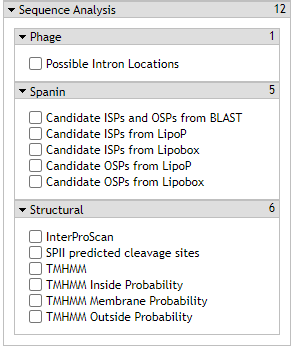 Sequence Analysis 12
Phage 1
Possible Intron Locations
Spanin 5
Candidate ISPs and OSPs from BLAST
Candidate ISPs from LipoP
Candidate ISPs from Lipobox
Candidate OSPs from LipoP
Candidate OSPs from Lipobox
Structural 6
InterProScan
SPII predicted cleavage sites
TMHMM
TMHMM Inside Probability
TMHMM Membrane Probability
TMHMM Outside Probability